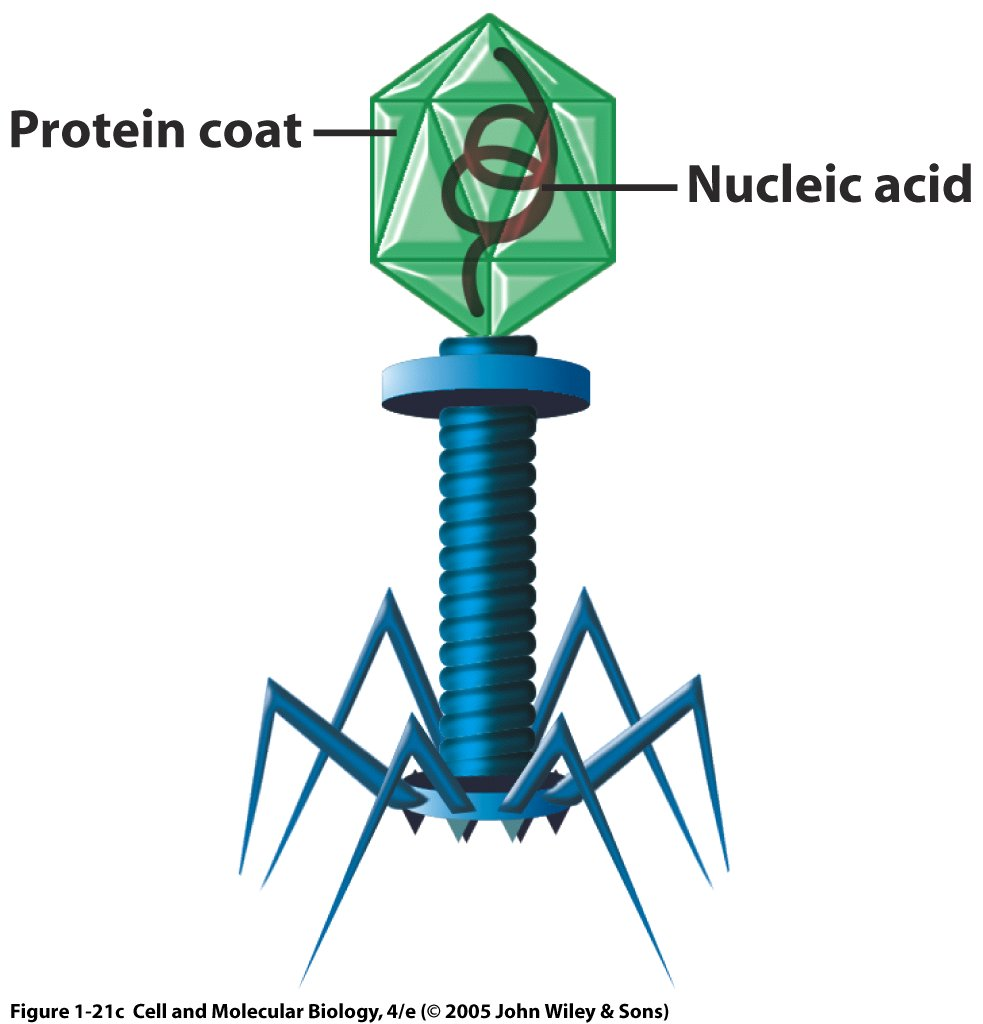 Protein coat
Nucleic acid
Figure 1-21c Cell and Molecular Biology, 4/e (© 2005 John Wiley & Sons)